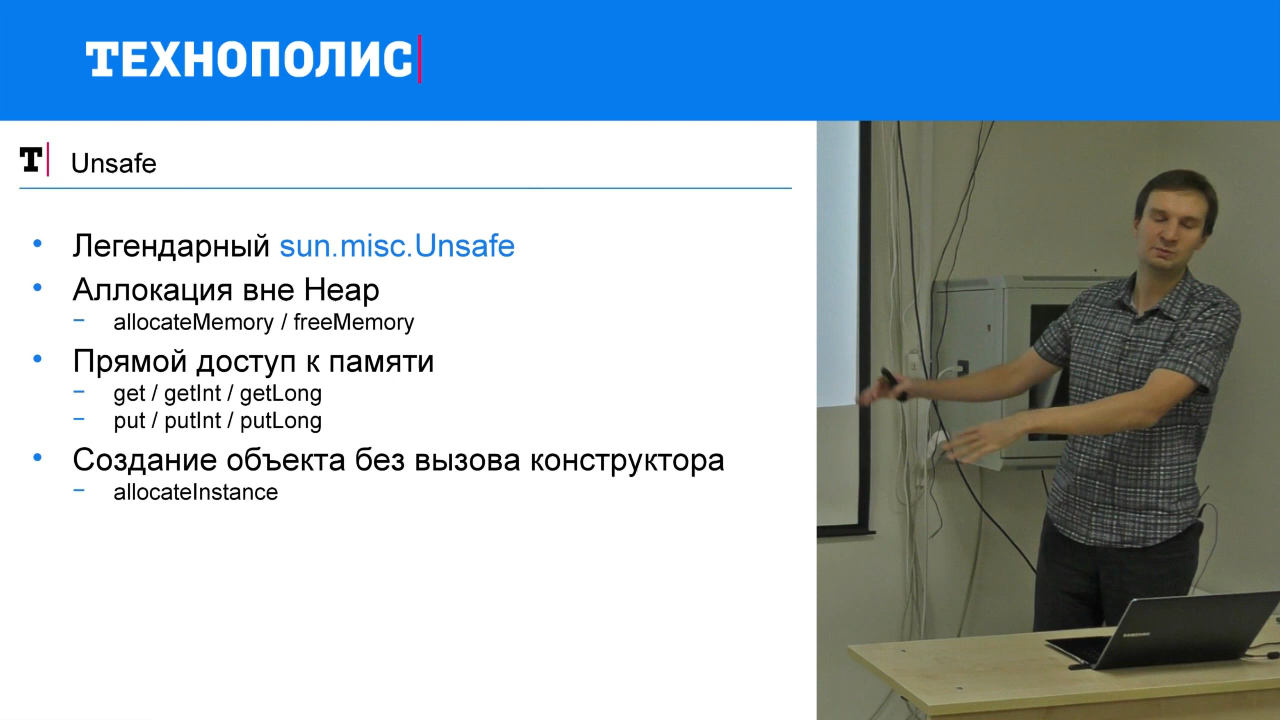 ТЕХНОПОЛИС
T Unsafe
• Легендарный sun.misc.Unsafe
• Аллокация вне Heap
− allocateMemory / freeMemory
• Прямой доступ к памяти
− get / getInt / getLong
− put / putInt / putLong
• Создание объекта без вызова конструктора
− allocateInstance
SAMSUNG